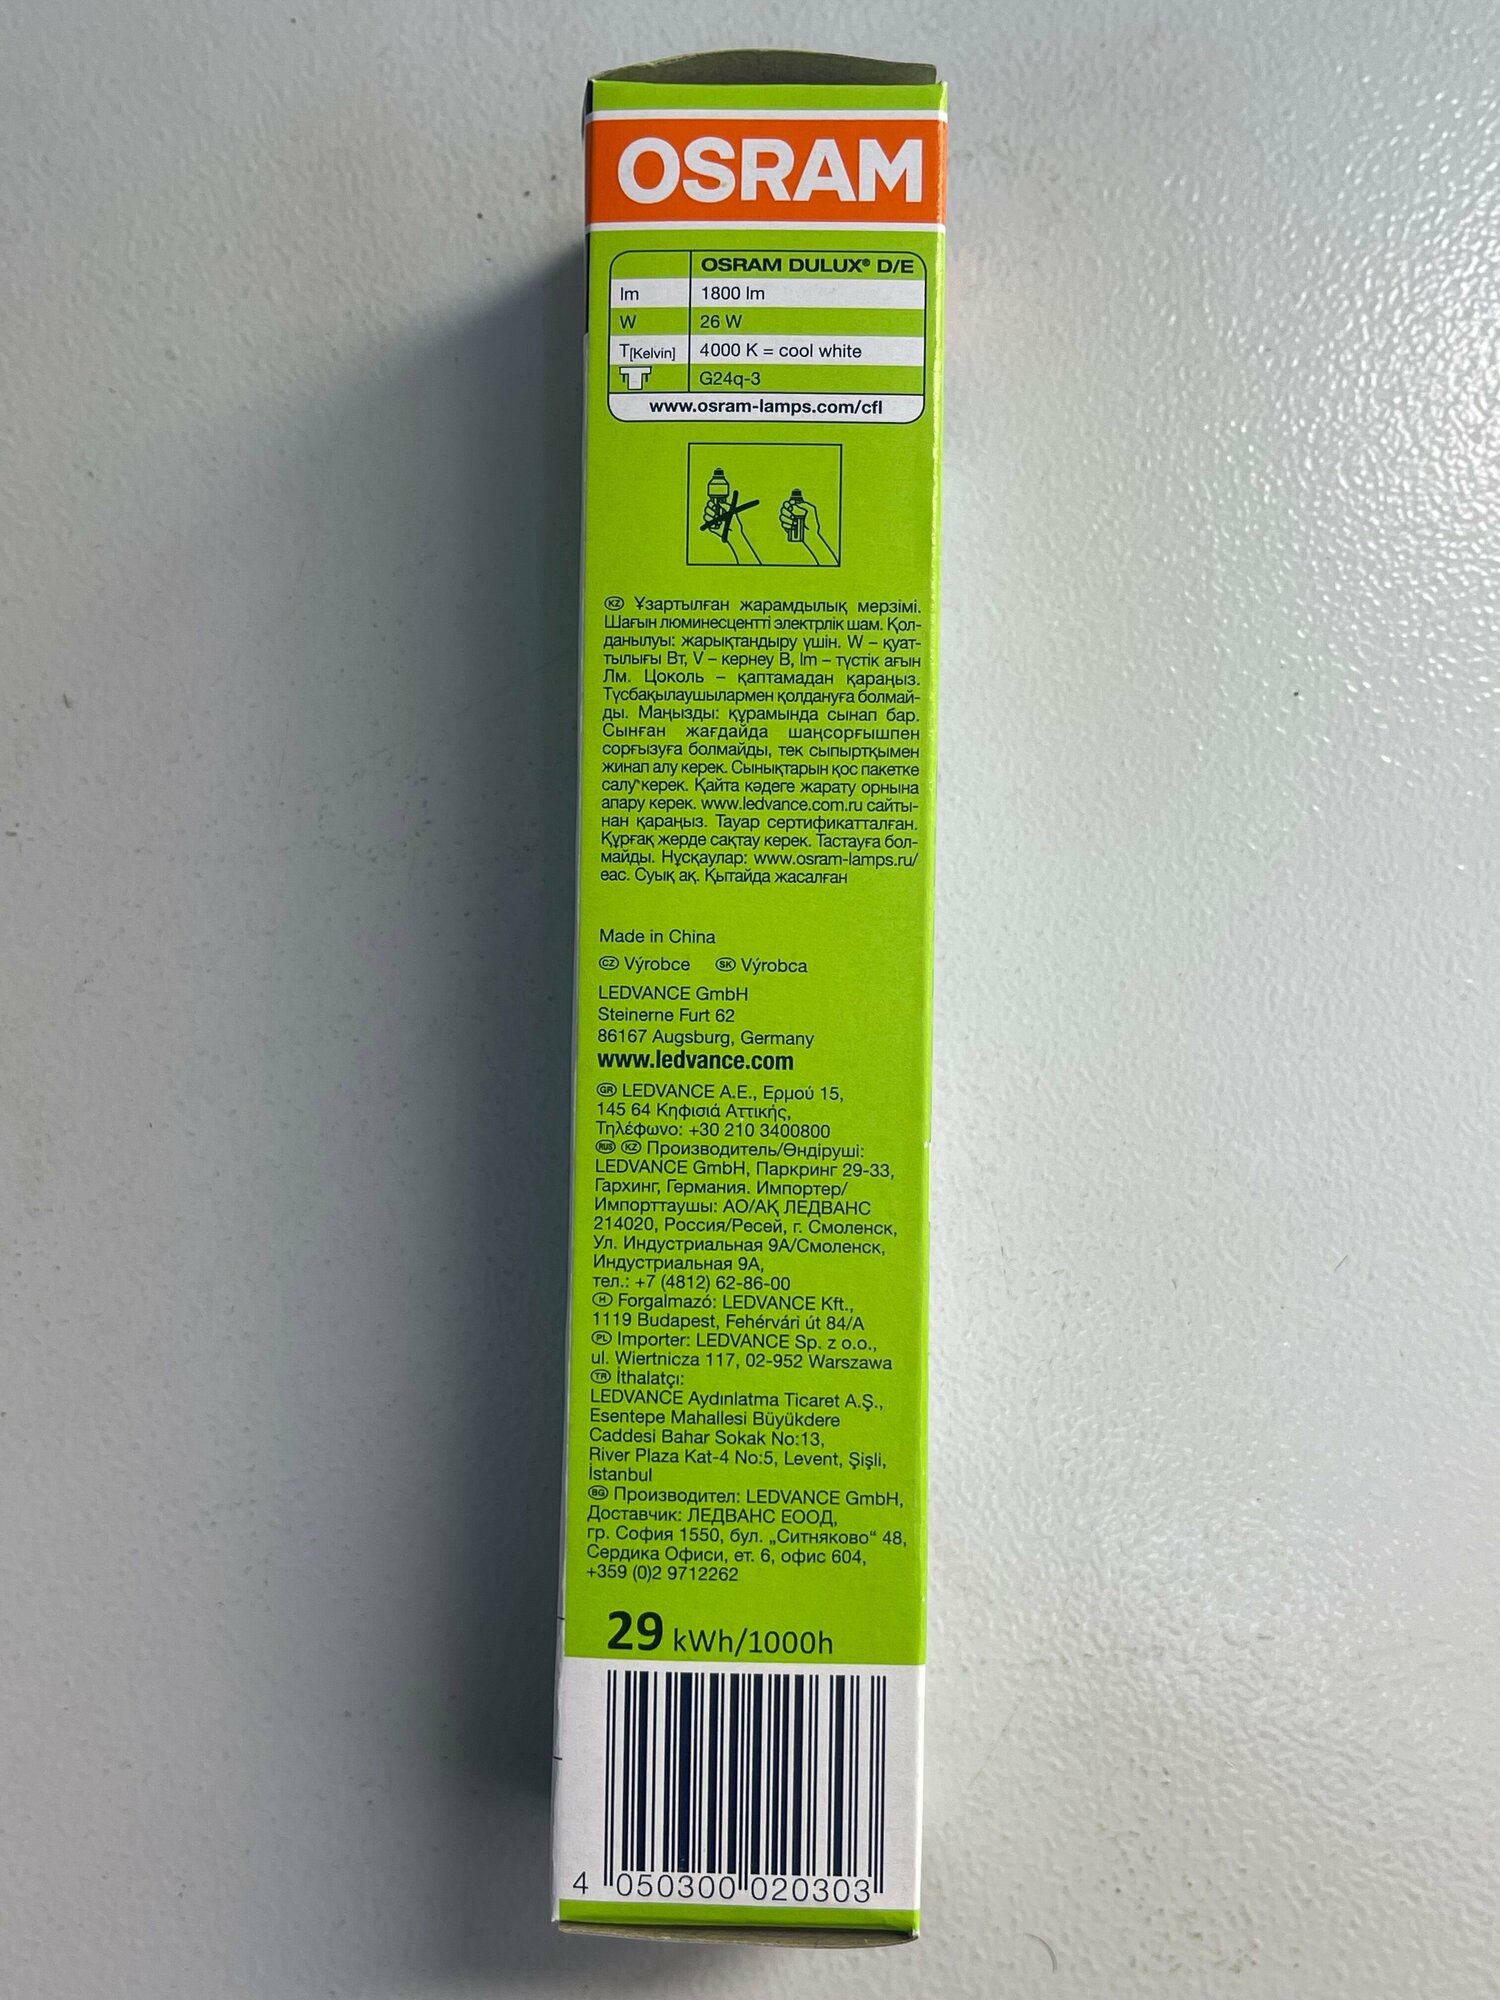 OSRAM
OSRAM DULUX® D/E
lm 1800 lm
W 26 W
T[Kelvin] 4000 K = cool white
G24q-3
www.osram-lamps.com/cfl
KZ Ұзартылған жарамдылық мерзімі.
Шағын люминесцентті электрлік шам. Қол-
данылуы: жарықтандыру үшін. W – қуат-
тылығы Вт, V – кернеу В, lm – түстік ағын
Лм. Цоколь – қаптамадан қараңыз.
Түсбақылаушылармен қолдануға болмай-
ды. Маңызды: құрамында сынап бар.
Сынған жағдайда шаңсорғышпен
сорғызуға болмайды, тек сыпыртқымен
жинап алу керек. Сынықтарын қос пакетке
салу керек. Қайта кәдеге жарату орнына
апару керек. www.ledvance.com.ru сайты-
нан қараңыз. Тауар сертификатталған.
Құрғақ жерде сақтау керек. Тастауға бол-
майды. Нұсқаулар: www.osram-lamps.ru/
eac. Суық ақ. Қытайда жасалған
Made in China
CZ Výrobce SK Výrobca
LEDVANCE GmbH
Steinerne Furt 62
86167 Augsburg, Germany
www.ledvance.com
GR LEDVANCE A.E., Ερμού 15,
145 64 Κηφισιά Αττικής,
Τηλέφωνο: +30 210 3400800
RUS KZ Производитель/Өндіруші:
LEDVANCE GmbH, Паркринг 29-33,
Гархинг, Германия. Импортер/
Импорттаушы: АО/АҚ ЛЕДВАНС
214020, Россия/Ресей, г. Смоленск,
Ул. Индустриальная 9А/Смоленск,
Индустриальная 9А,
тел.: +7 (4812) 62-86-00
H Forgalmazó: LEDVANCE Kft.,
1119 Budapest, Fehérvári út 84/A
PL Importer: LEDVANCE Sp. z o.o.,
ul. Wiertnicza 117, 02-952 Warszawa
TR İthalatçı:
LEDVANCE Aydınlatma Ticaret A.Ş.,
Esentepe Mahallesi Büyükdere
Caddesi Bahar Sokak No:13,
River Plaza Kat-4 No:5, Levent, Şişli,
İstanbul
BG Производител: LEDVANCE GmbH,
Доставчик: ЛЕДВАНС ЕООД,
гр. София 1550, бул. „Ситняково“ 48,
Сердика Офиси, ет. 6, офис 604,
+359 (0)2 9712262
29 kWh/1000h
4 050300 020303